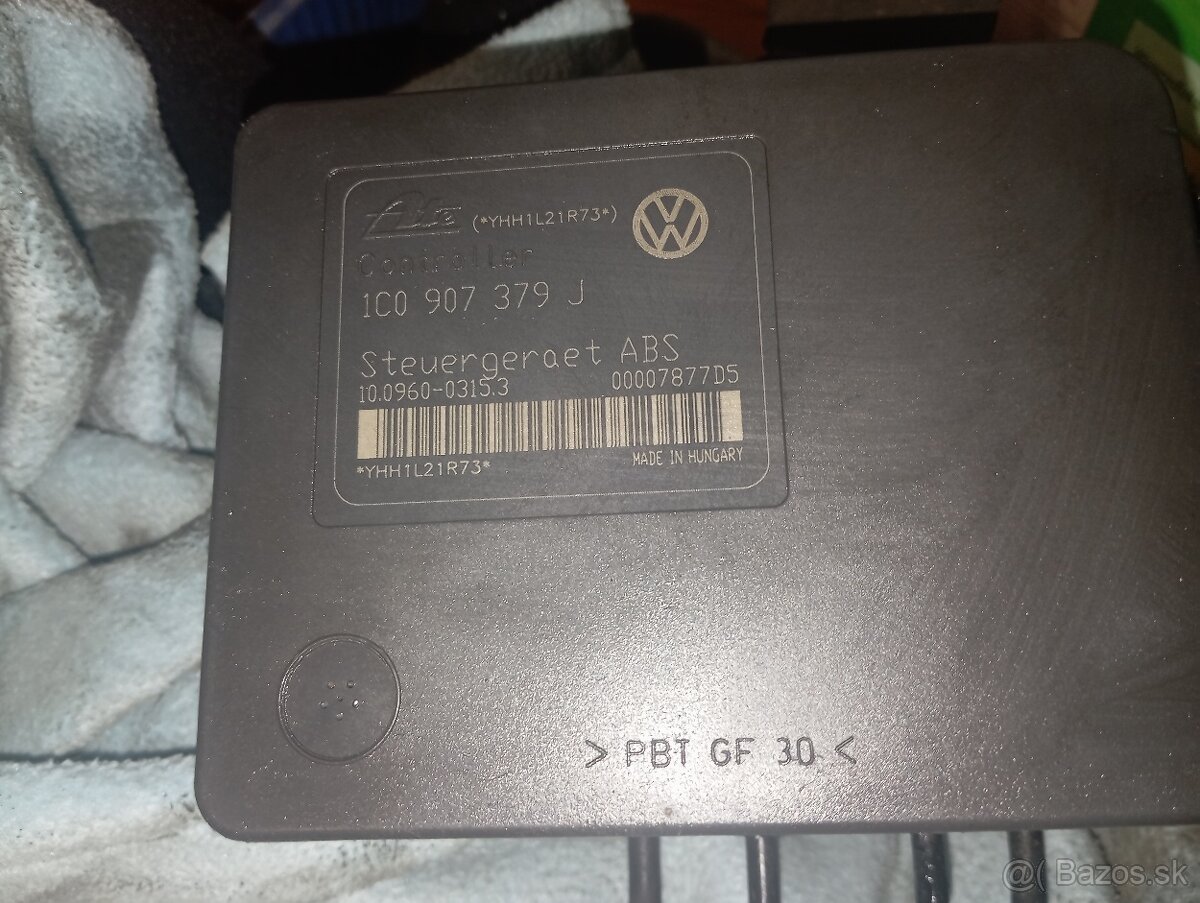 Ate (*YHH1L21R73*)
Controller
1C0 907 379 J
Steuergeraet ABS
10.0960-0315.3 00007877D5
*YHH1L21R73* MADE IN HUNGARY
> PBT GF 30 <
@( Bazos.sk